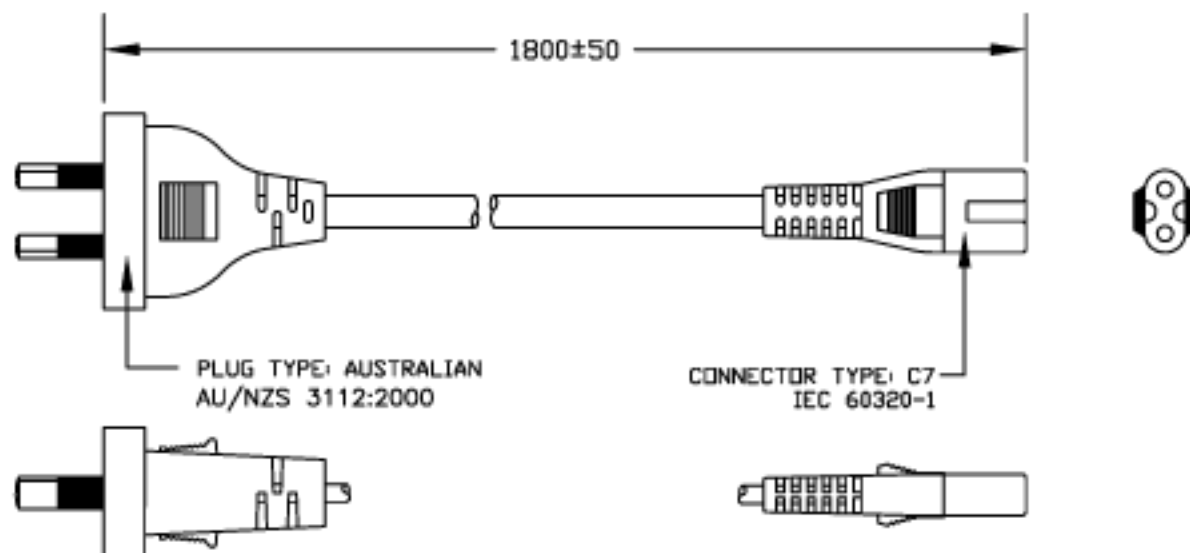 1800±50
PLUG TYPE: AUSTRALIAN
AU/NZS 3112:2000
CONNECTOR TYPE: C7
IEC 60320-1